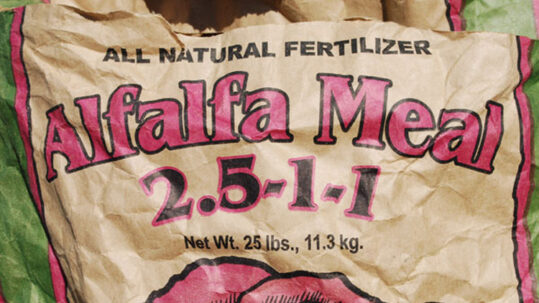 ALL NATURAL FERTILIZER
Alfalfa Meal
2.5-1-1
Net Wt. 25 lbs., 11.3 kg.